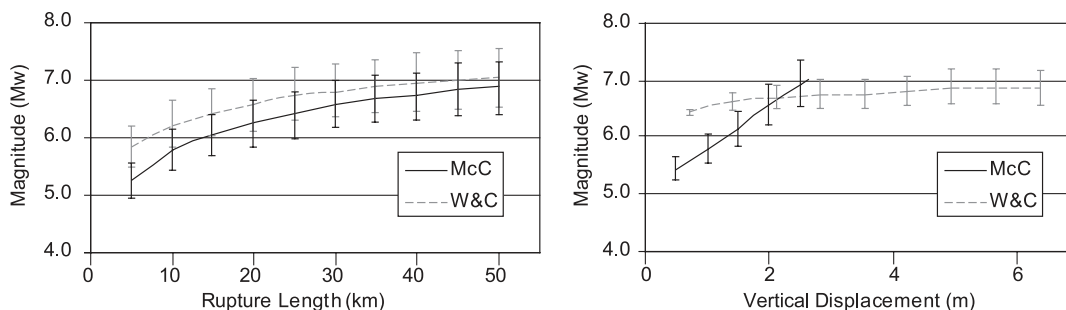 Magnitude (Mw)
8.0
7.0
6.0
5.0
4.0
McC
W&C
0 10 20 30 40 50
Rupture Length (km)
Magnitude (Mw)
8.0
7.0
6.0
5.0
4.0
McC
W&C
0 2 4 6
Vertical Displacement (m)